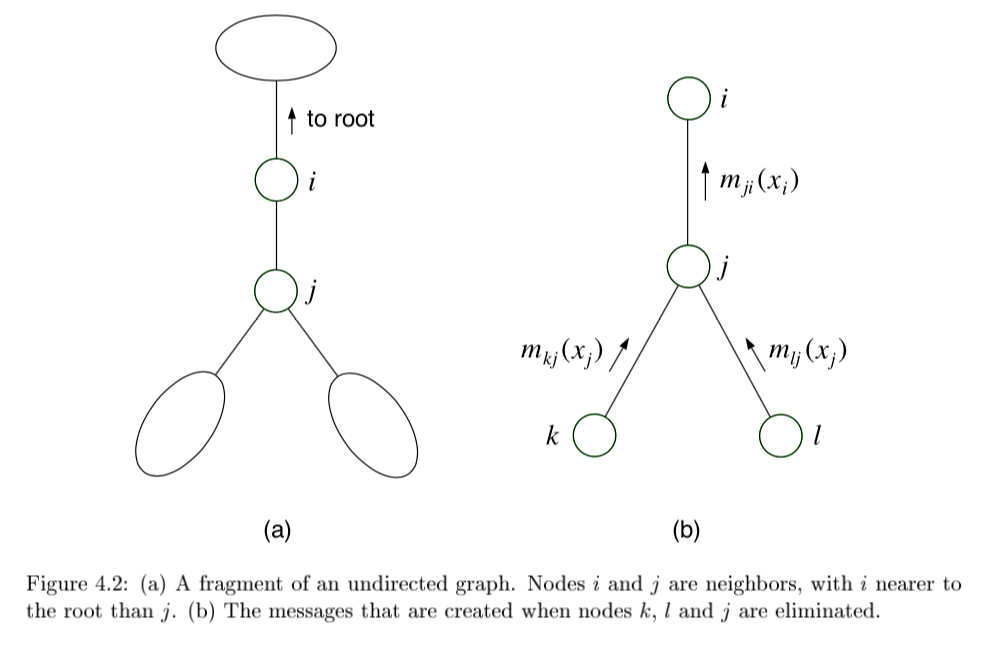 ↑ to root
i
j
(a)
i
m_{ji}(x_i)
j
m_{kj}(x_j)
m_{lj}(x_j)
k
l
(b)
Figure 4.2: (a) A fragment of an undirected graph. Nodes i and j are neighbors, with i nearer to
the root than j. (b) The messages that are created when nodes k, l and j are eliminated.